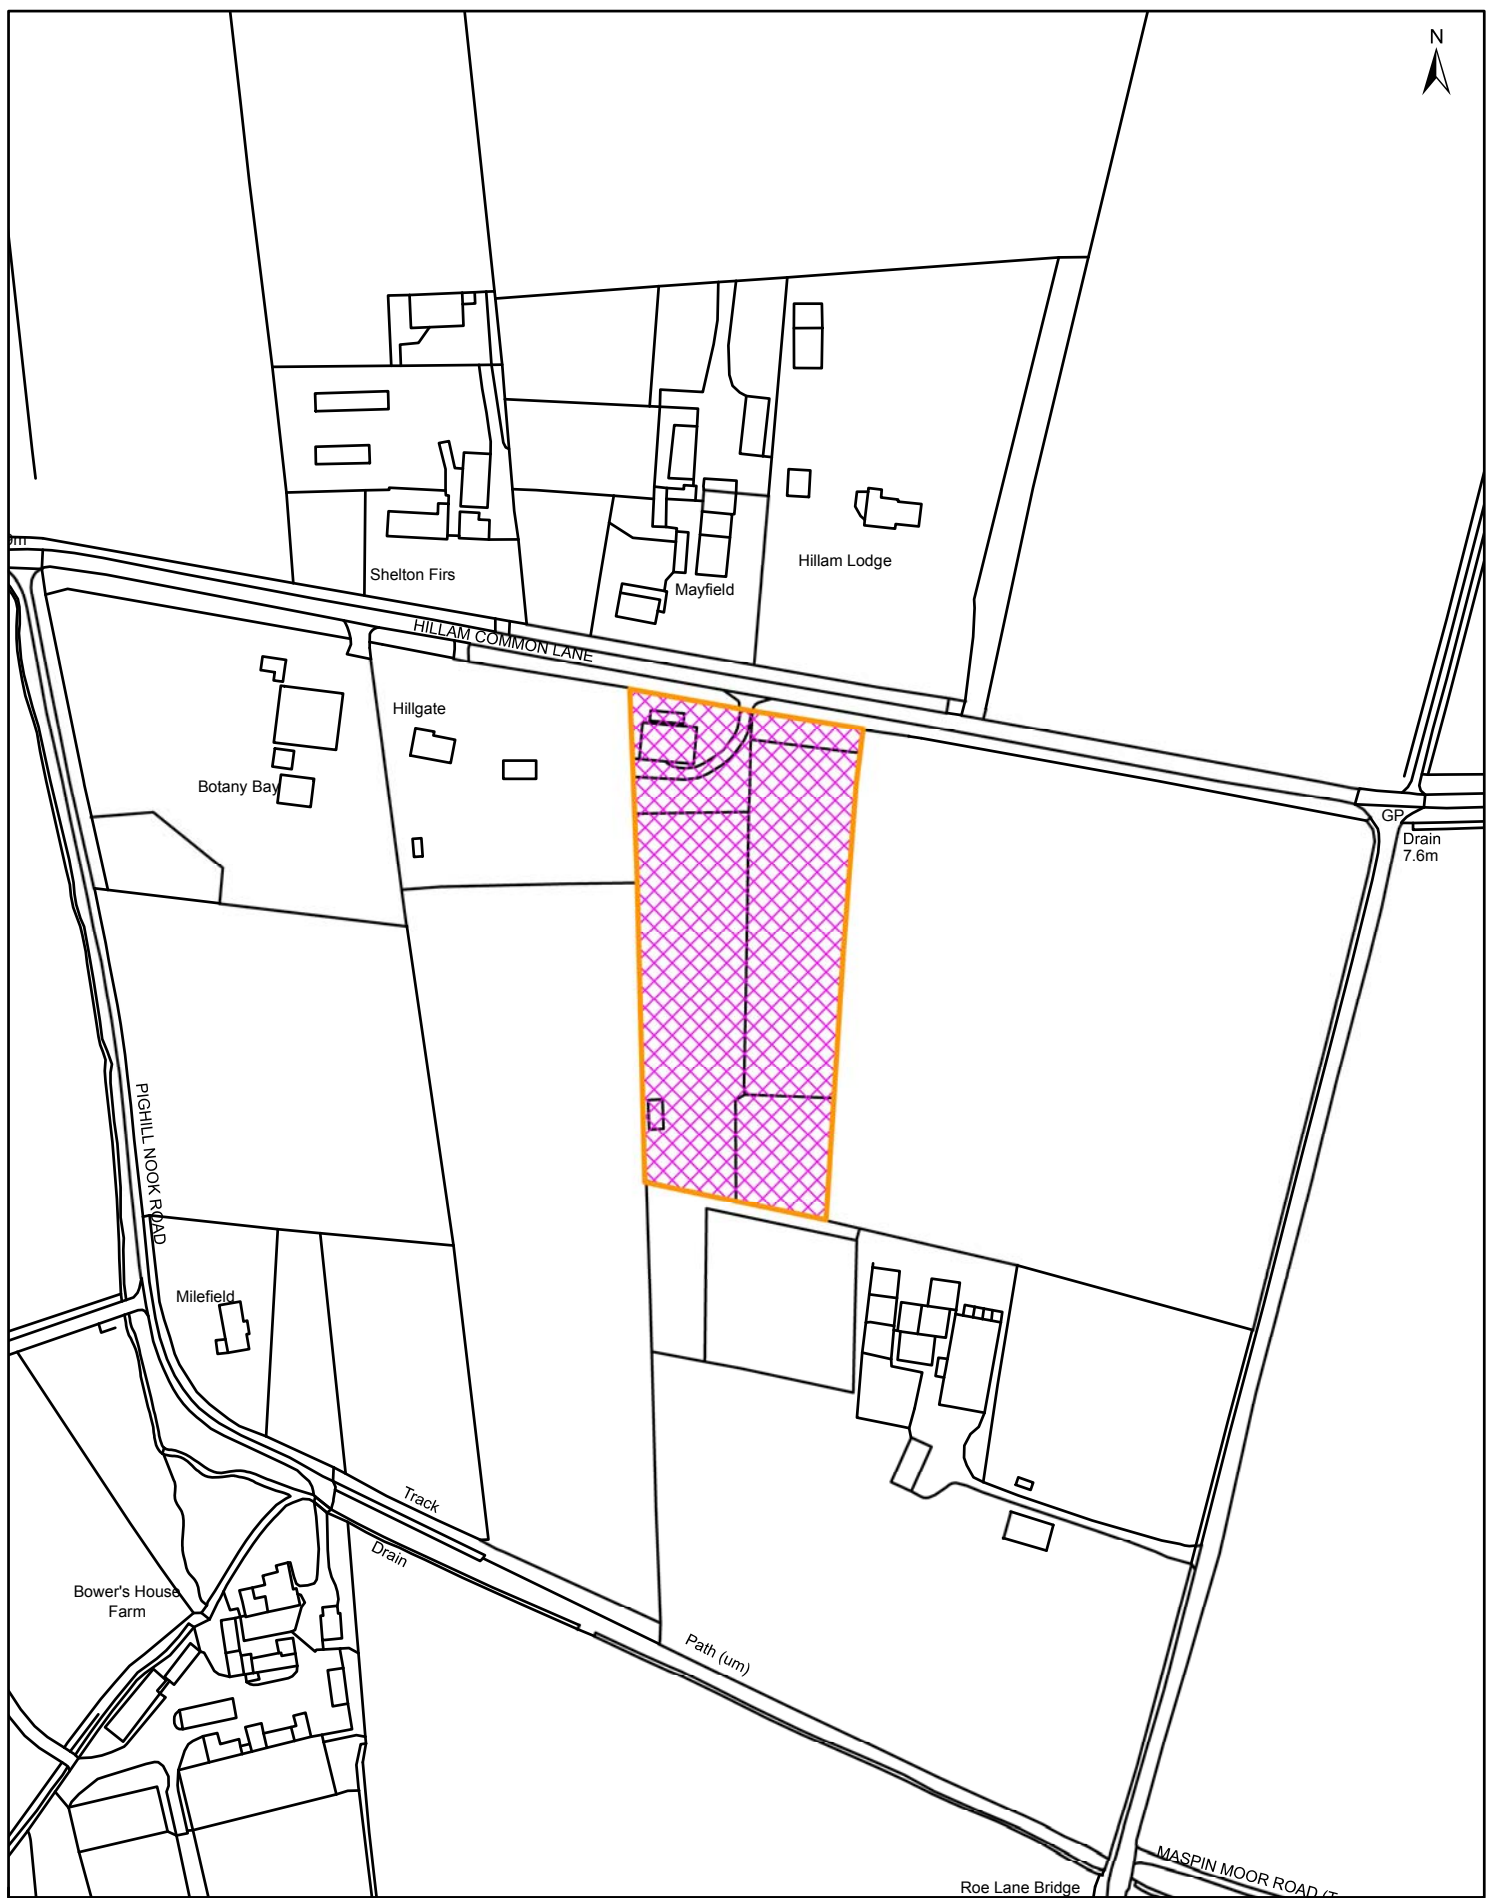 N
Shelton Firs
Mayfield
Hillam Lodge
HILLAM COMMON LANE
Hillgate
Botany Bay
GP
Drain
7.6m
PIGHILL NOOK ROAD
Milefield
Track
Drain
Bower's House
Farm
Path (um)
MASPIN MOOR ROAD (T
Roe Lane Bridge